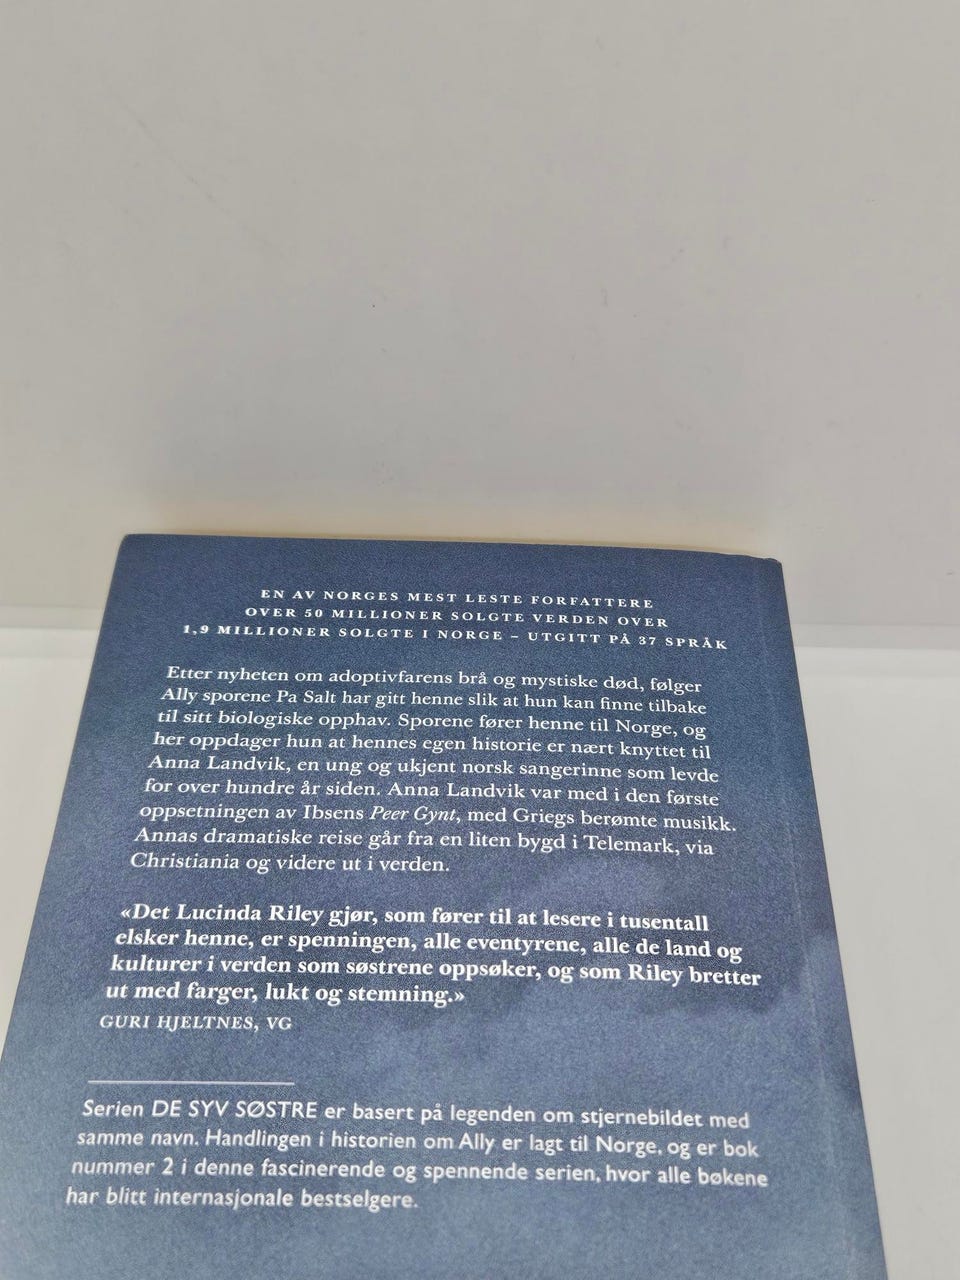 EN AV NORGES MEST LESTE FORFATTERE
OVER 50 MILLIONER SOLGTE VERDEN OVER
1,9 MILLIONER SOLGTE I NORGE – UTGITT PÅ 37 SPRÅK
Etter nyheten om adoptivfarens brå og mystiske død, følger
Ally sporene Pa Salt har gitt henne slik at hun kan finne tilbake
til sitt biologiske opphav. Sporene fører henne til Norge, og
her oppdager hun at hennes egen historie er nært knyttet til
Anna Landvik, en ung og ukjent norsk sangerinne som levde
for over hundre år siden. Anna Landvik var med i den første
oppsetningen av Ibsens Peer Gynt, med Griegs berømte musikk.
Annas dramatiske reise går fra en liten bygd i Telemark, via
Christiania og videre ut i verden.
«Det Lucinda Riley gjør, som fører til at lesere i tusentall
elsker henne, er spenningen, alle eventyrene, alle de land og
kulturer i verden som søstrene oppsøker, og som Riley bretter
ut med farger, lukt og stemning.»
GURI HJELTNES, VG
Serien DE SYV SØSTRE er basert på legenden om stjernebildet med
samme navn. Handlingen i historien om Ally er lagt til Norge, og er bok
nummer 2 i denne fascinerende og spennende serien, hvor alle bøkene
har blitt internasjonale bestselgere.